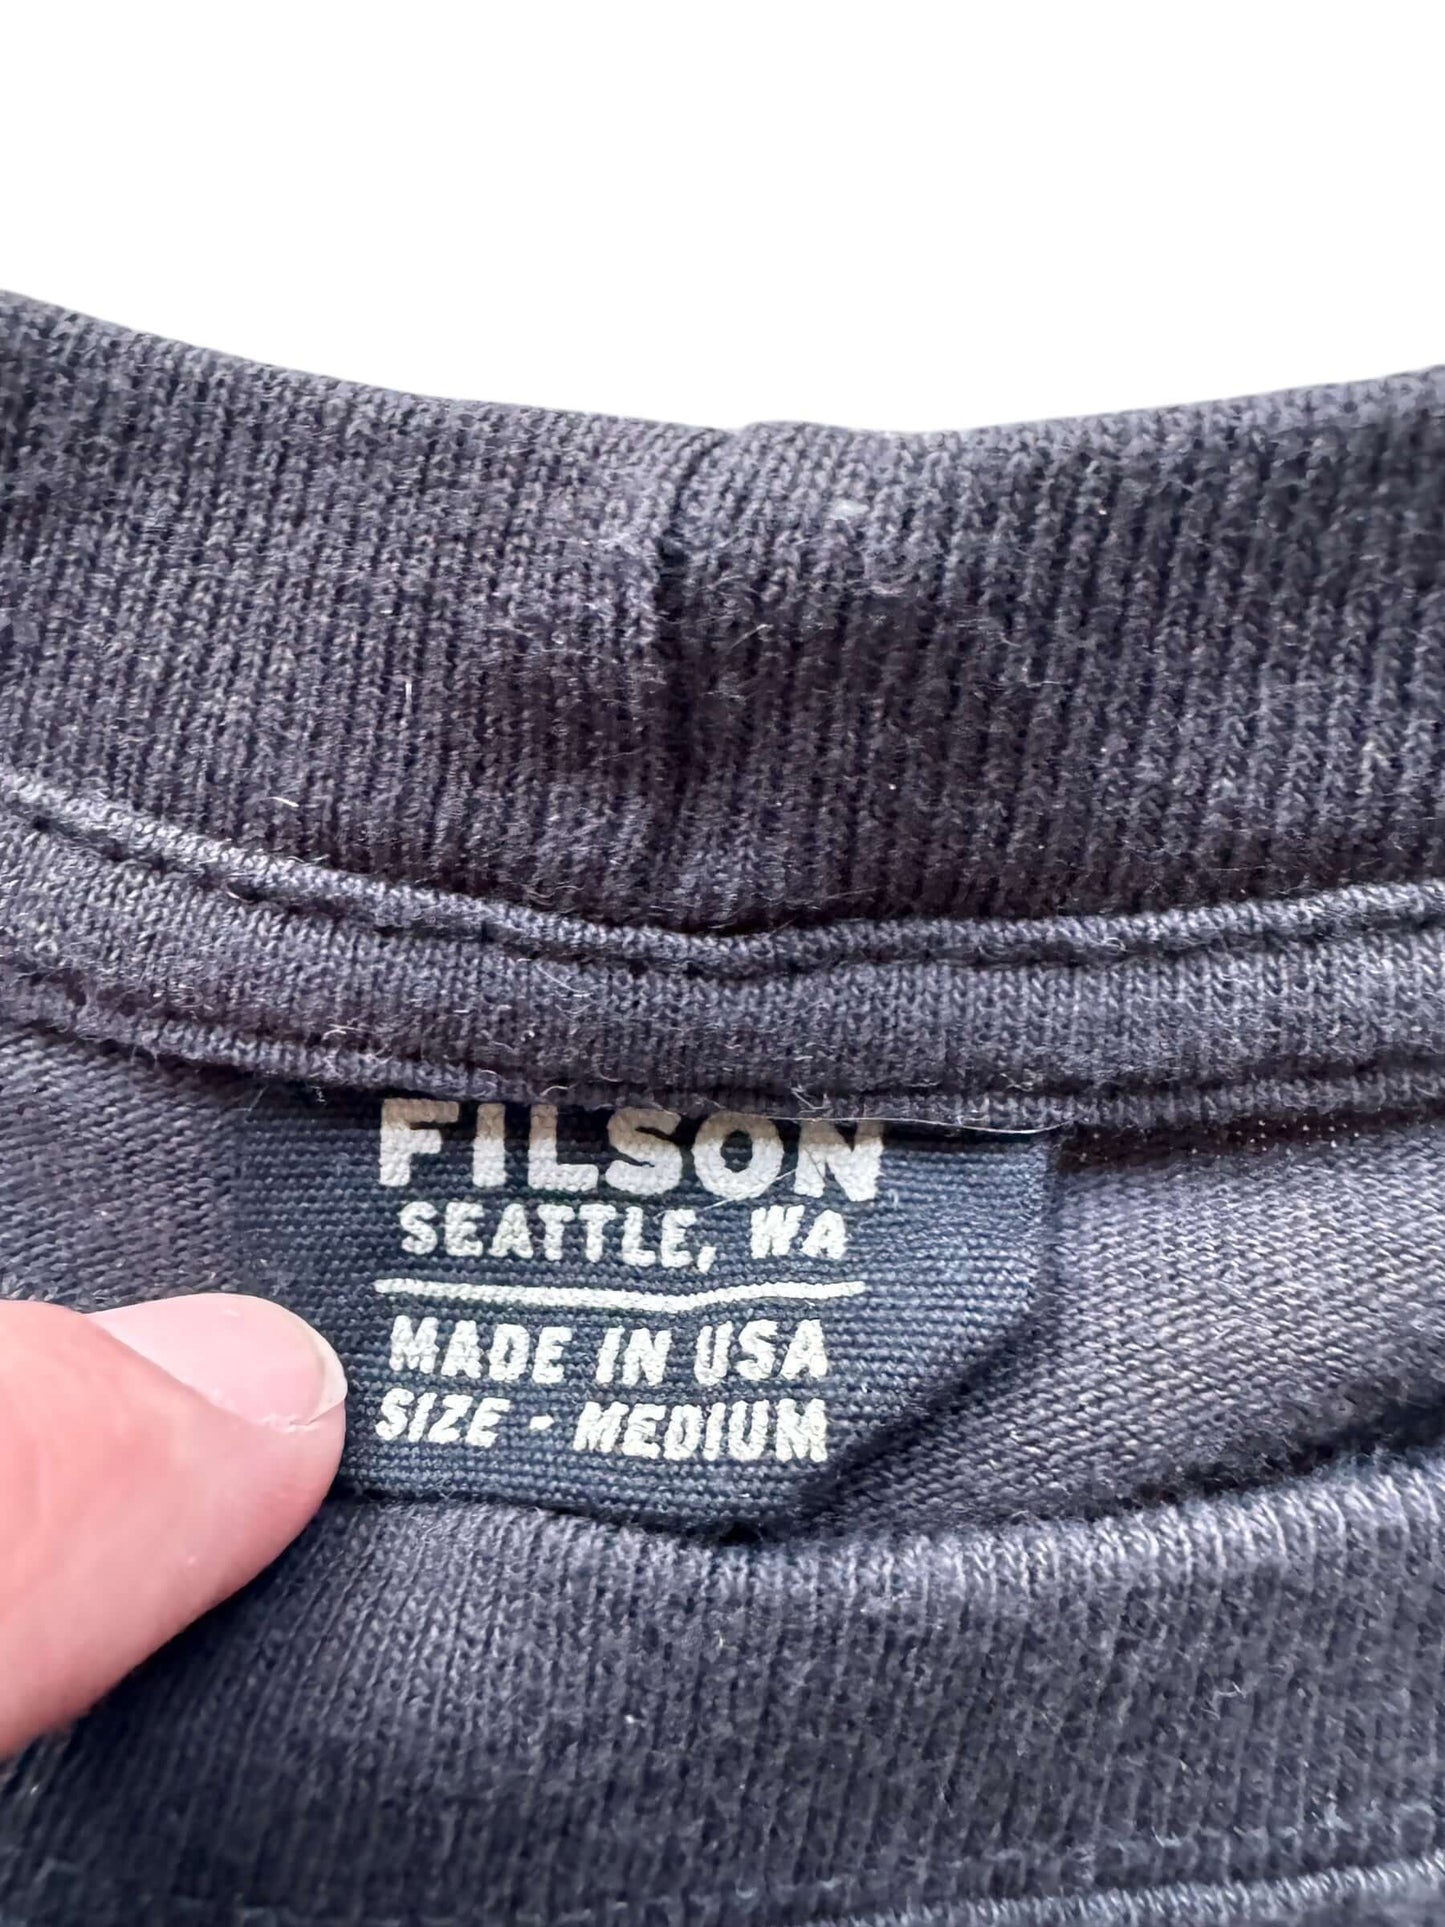 FILSON
SEATTLE, WA
MADE IN USA
SIZE - MEDIUM